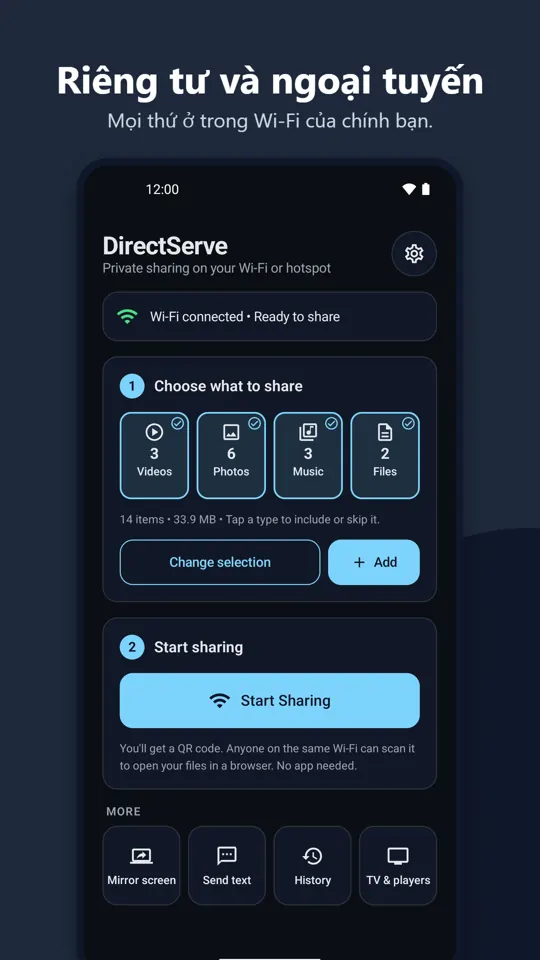 Riêng tư và ngoại tuyến
Mọi thứ ở trong Wi-Fi của chính bạn.
12:00
DirectServe
Private sharing on your Wi-Fi or hotspot
Wi-Fi connected • Ready to share
1 Choose what to share
3 6 3 2
Videos Photos Music Files
14 items • 33.9 MB • Tap a type to include or skip it.
Change selection + Add
2 Start sharing
Start Sharing
You'll get a QR code. Anyone on the same Wi-Fi can scan it
to open your files in a browser. No app needed.
MORE
Mirror screen Send text History TV & players